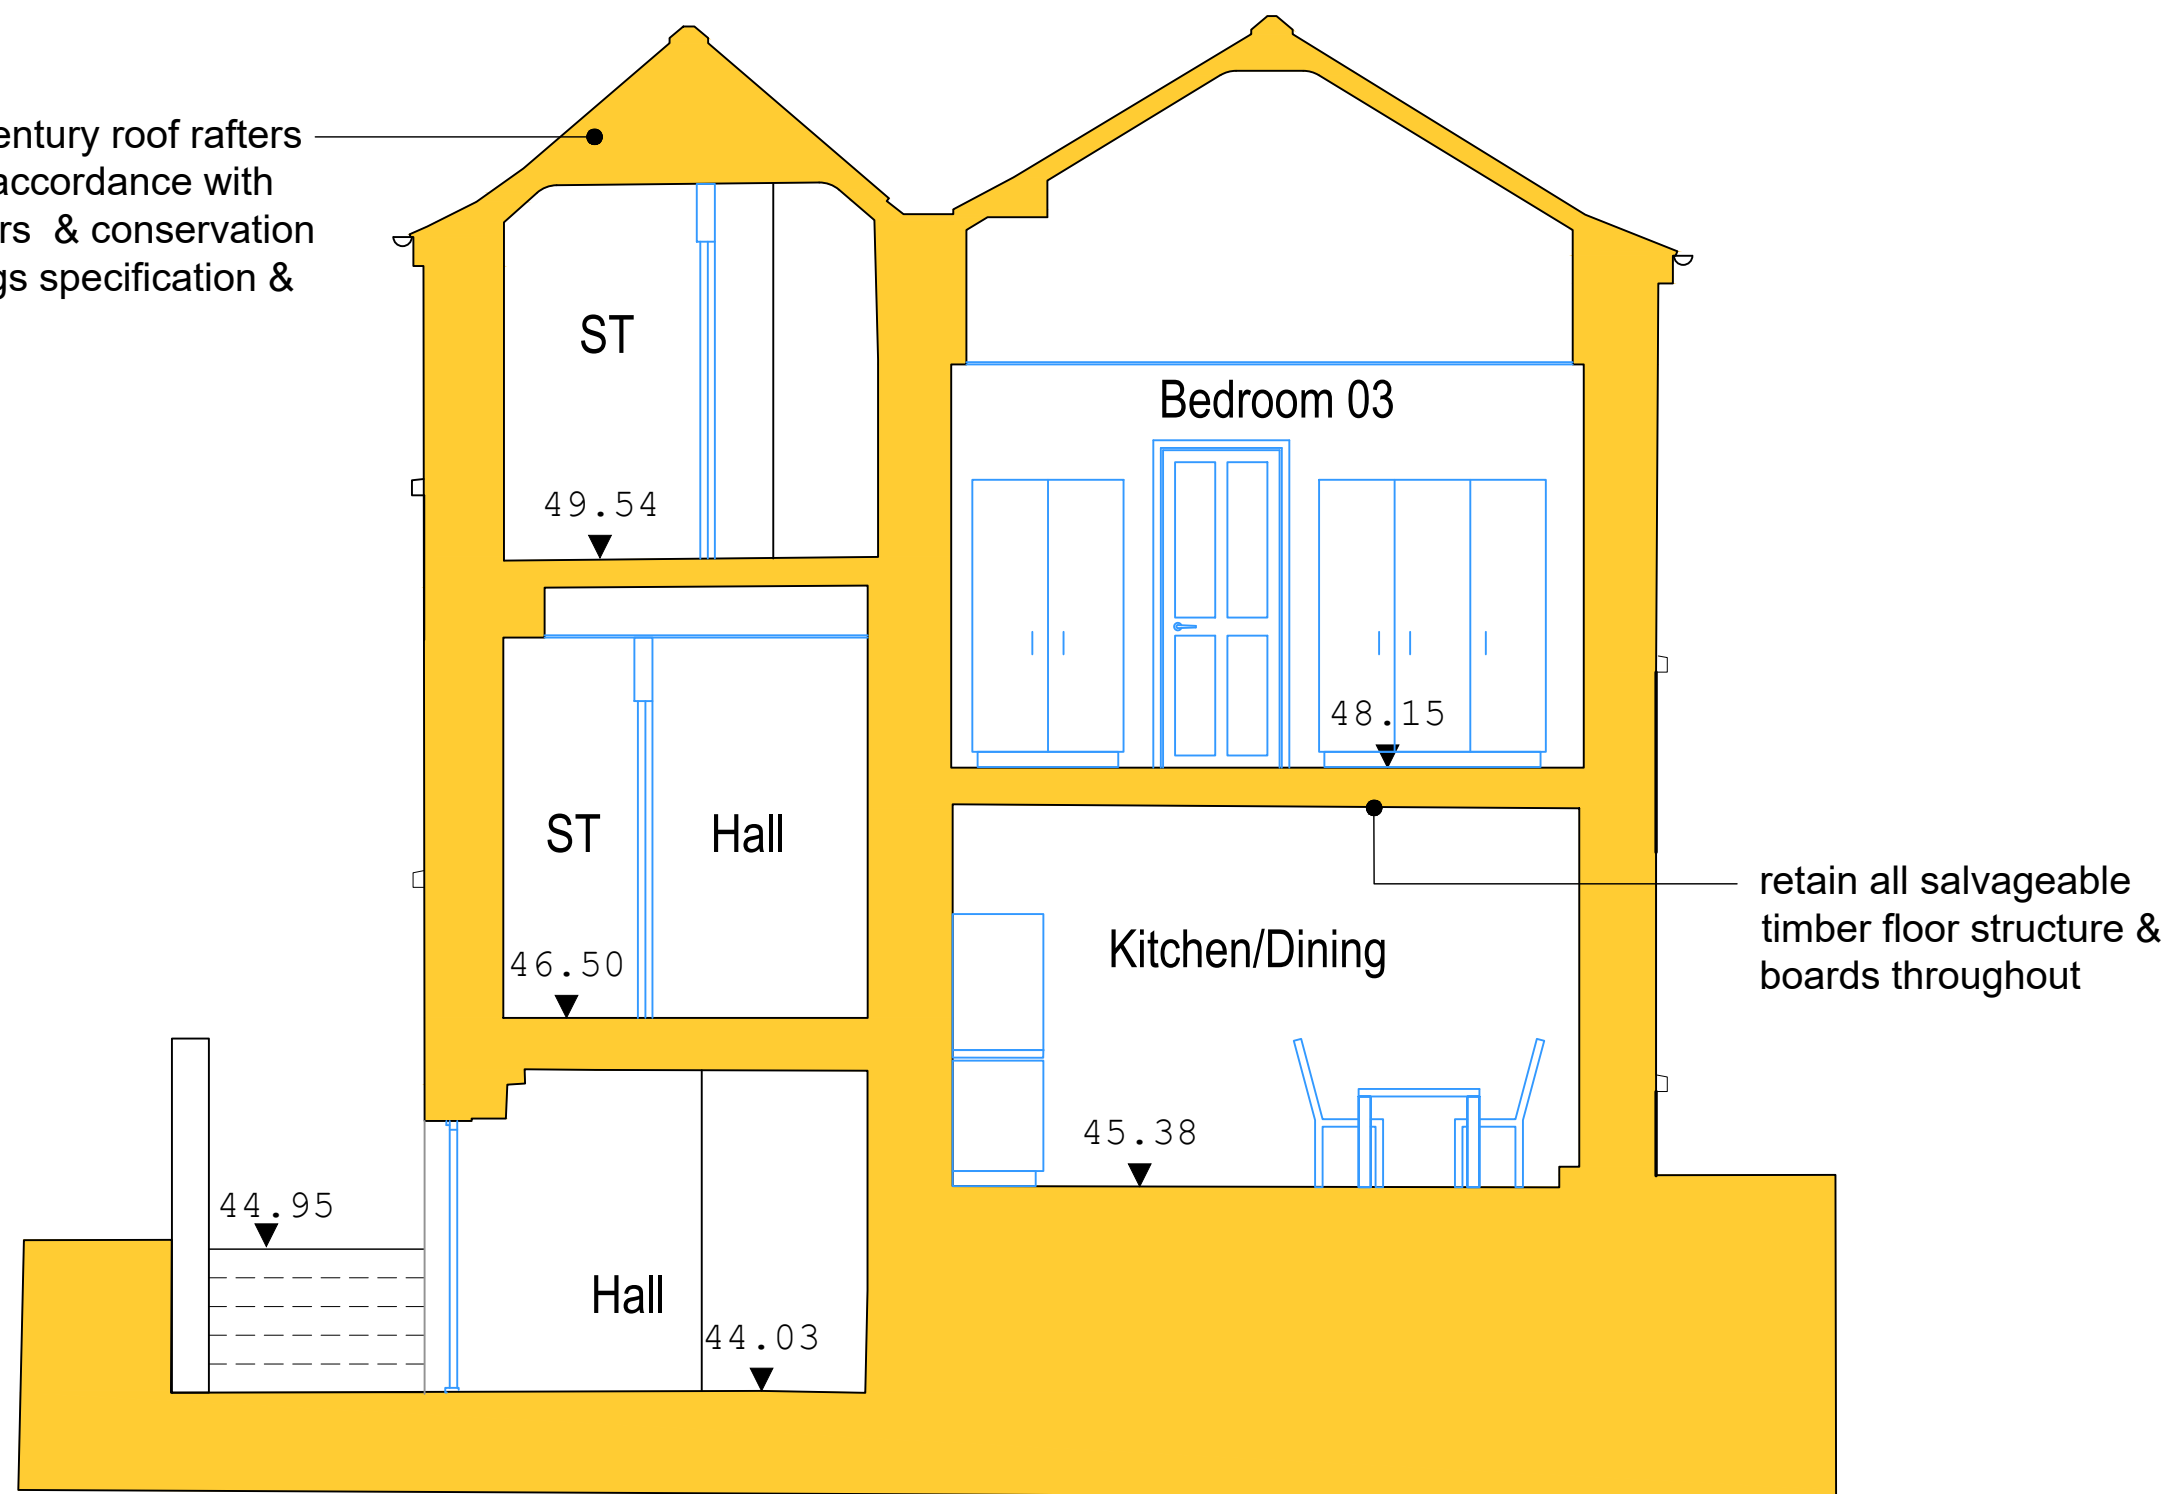 entury roof rafters
accordance with
rs & conservation
gs specification &
ST
Bedroom 03
49.54
48.15
ST
Hall
retain all salvageable
timber floor structure &
boards throughout
Kitchen/Dining
46.50
45.38
44.95
Hall
44.03